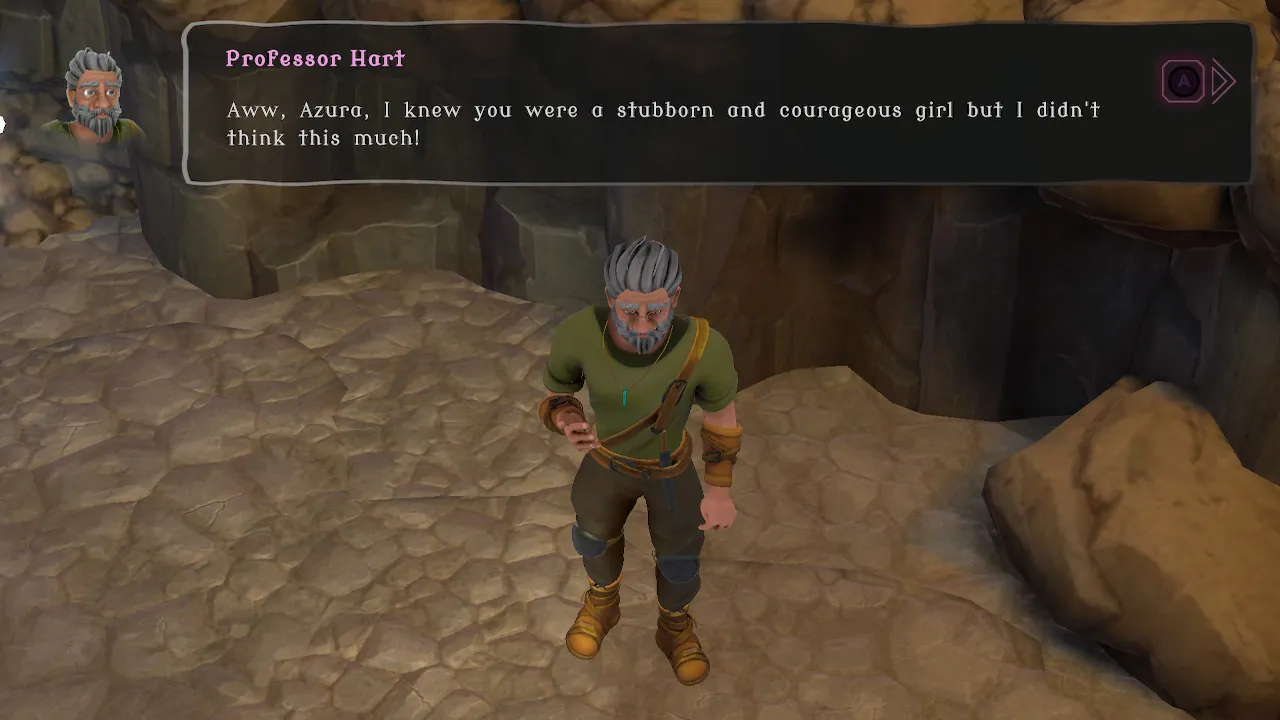 Professor Hart
Aww, Azura, I knew you were a stubborn and courageous girl but I didn't
think this much!
A